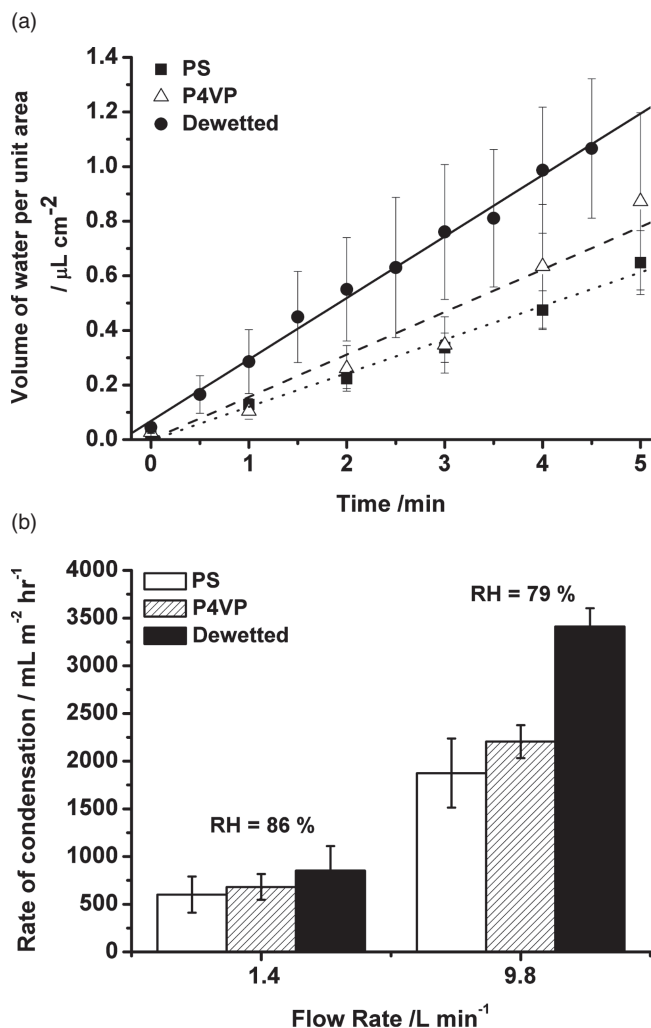 (a)
Volume of water per unit area
/ μL cm⁻²
1.4
1.2
1.0
0.8
0.6
0.4
0.2
0.0
PS
P4VP
Dewetted
0 1 2 3 4 5
Time /min
(b)
Rate of condensation / mL m⁻² hr⁻¹
4000
3500
3000
2500
2000
1500
1000
500
0
PS
P4VP
Dewetted
RH = 79 %
RH = 86 %
1.4 9.8
Flow Rate /L min⁻¹